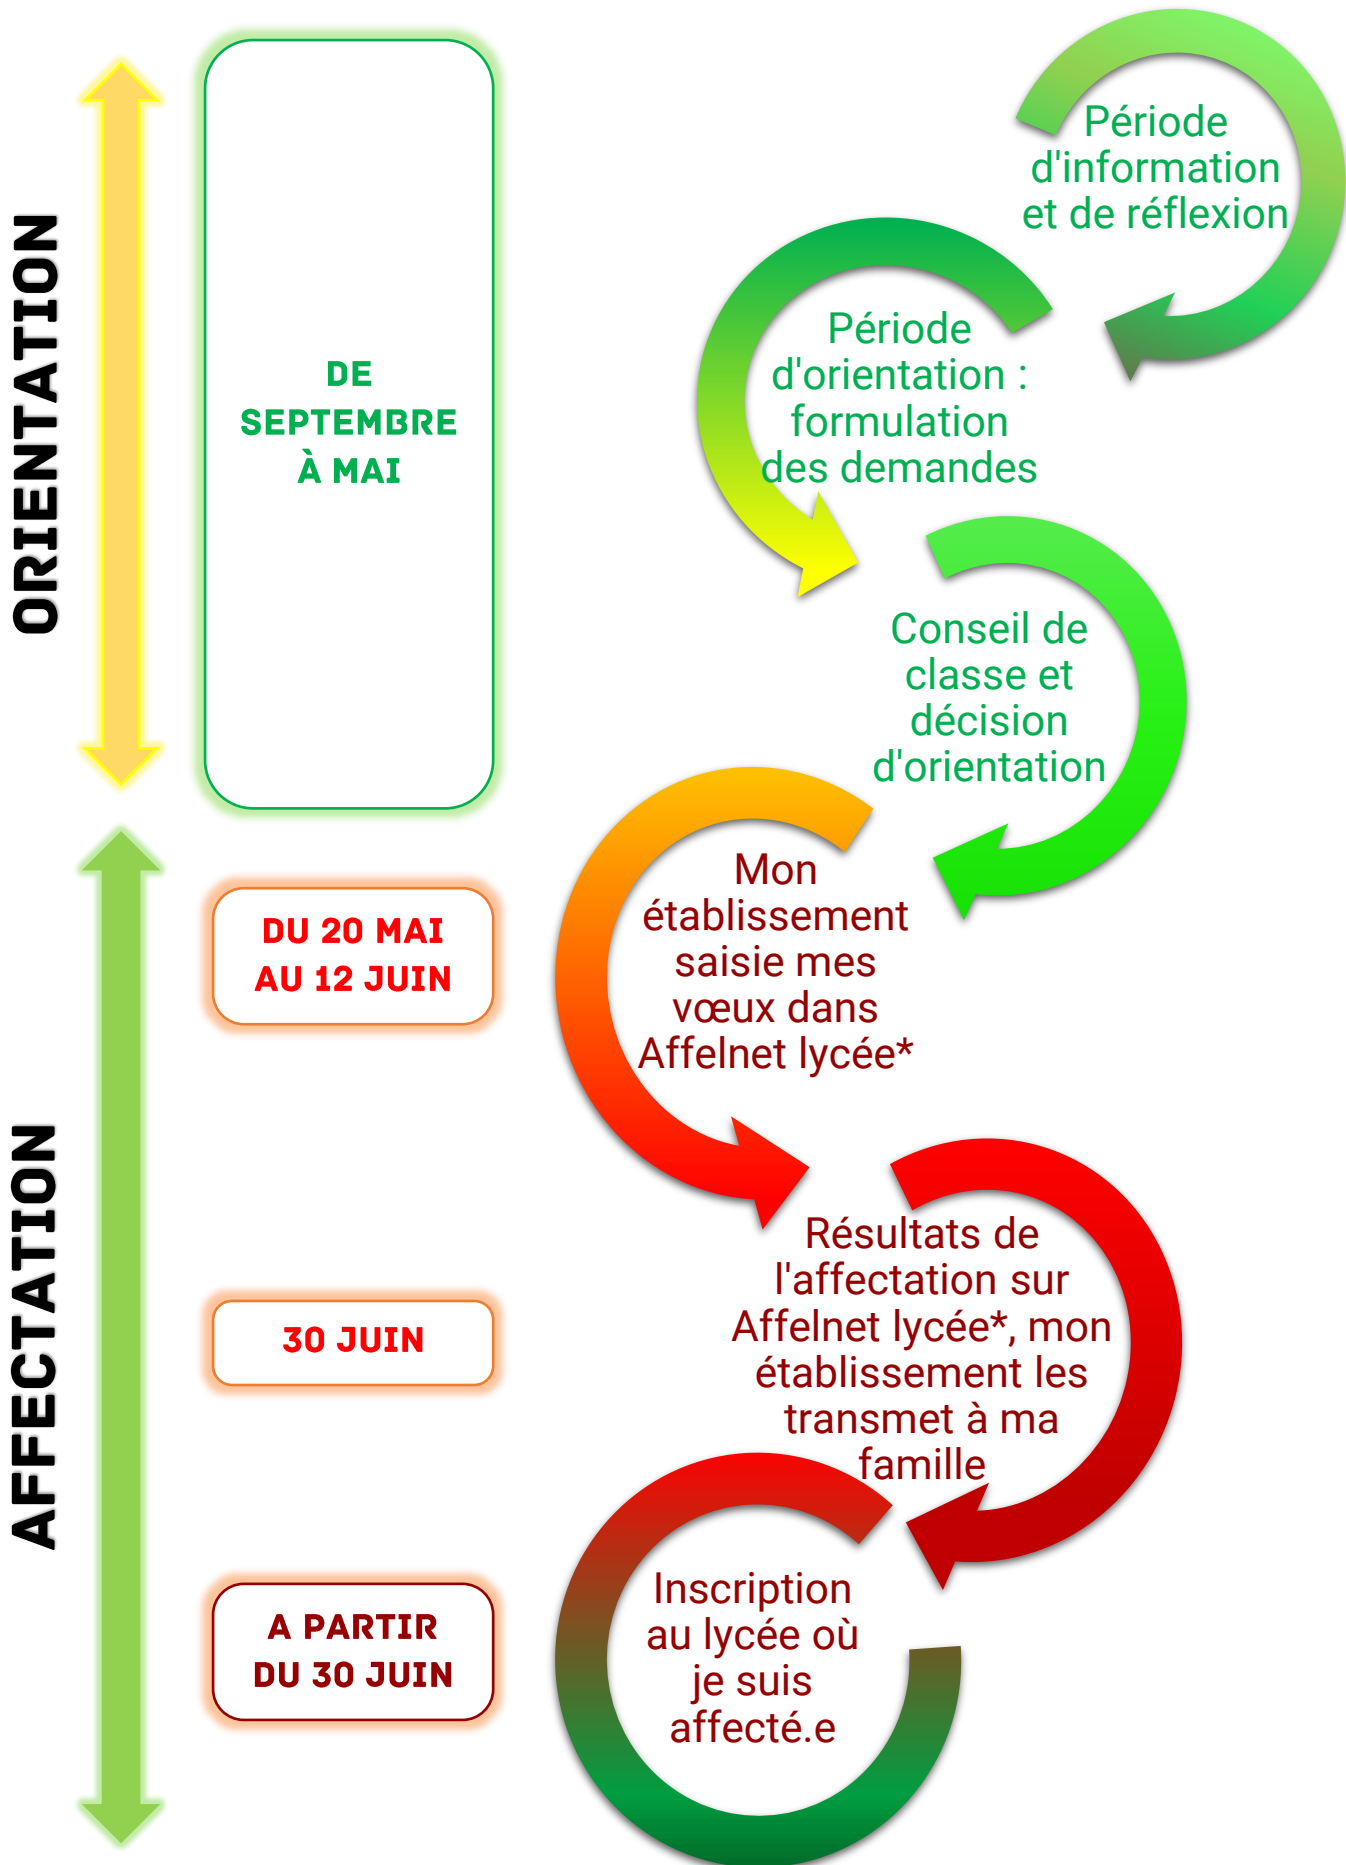 ORIENTATION
DE
SEPTEMBRE
À MAI
Période
d'information
et de réflexion
Période
d'orientation :
formulation
des demandes
Conseil de
classe et
décision
d'orientation
AFFECTATION
DU 20 MAI
AU 12 JUIN
Mon
établissement
saisie mes
vœux dans
Affelnet lycée*
30 JUIN
Résultats de
l'affectation sur
Affelnet lycée*, mon
établissement les
transmet à ma
famille
A PARTIR
DU 30 JUIN
Inscription
au lycée où
je suis
affecté.e